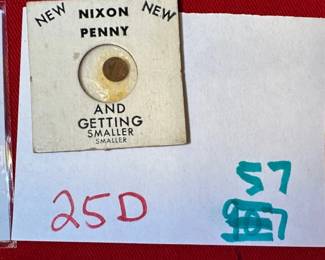 NEW NIXON NEW
PENNY
AND
GETTING
SMALLER
SMALLER
25D
57